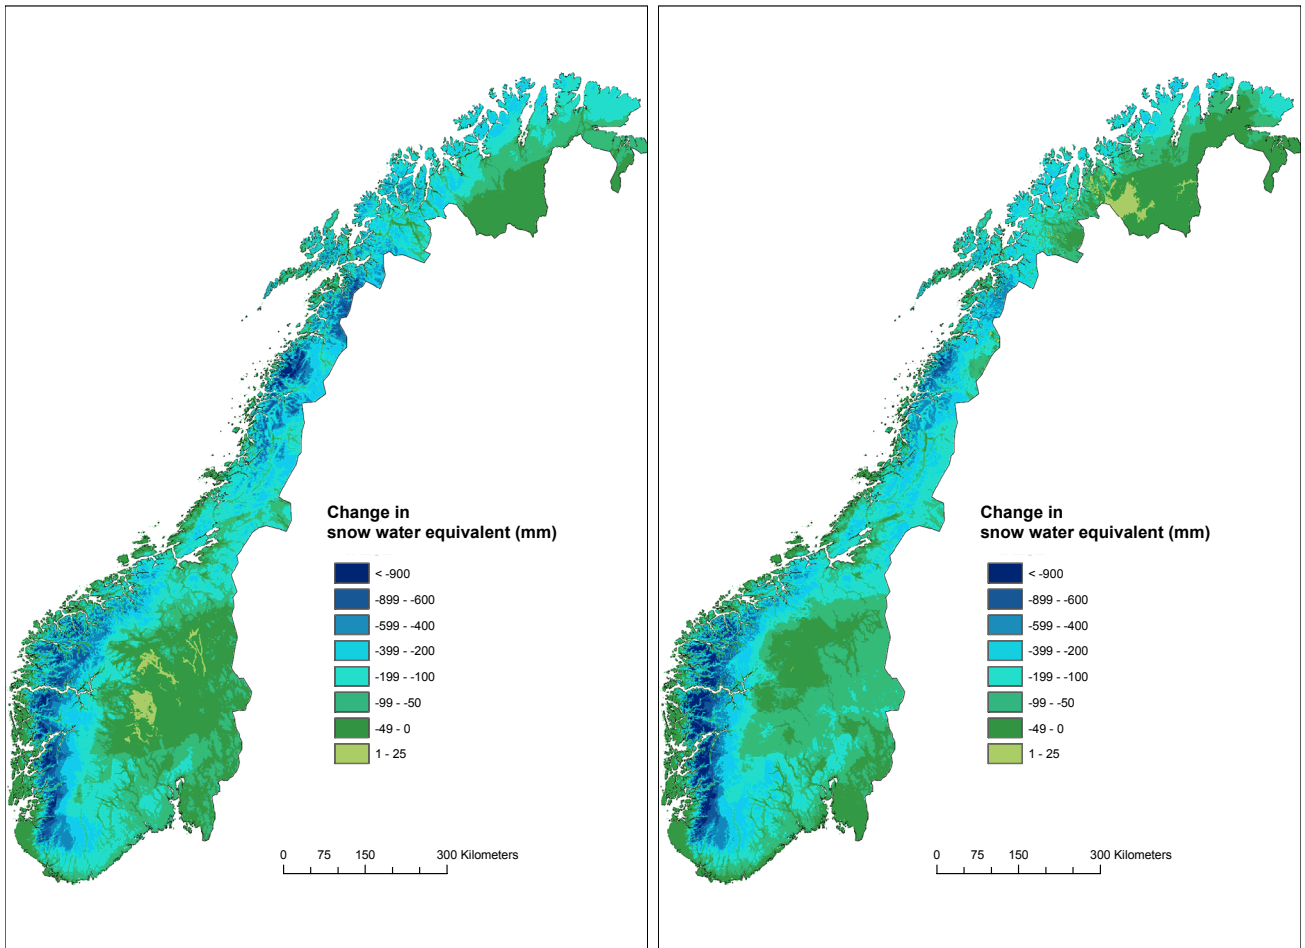 Change in
snow water equivalent (mm)
< -900
-899 - -600
-599 - -400
-399 - -200
-199 - -100
-99 - -50
-49 - 0
1 - 25
0 75 150 300 Kilometers
Change in
snow water equivalent (mm)
< -900
-899 - -600
-599 - -400
-399 - -200
-199 - -100
-99 - -50
-49 - 0
1 - 25
0 75 150 300 Kilometers